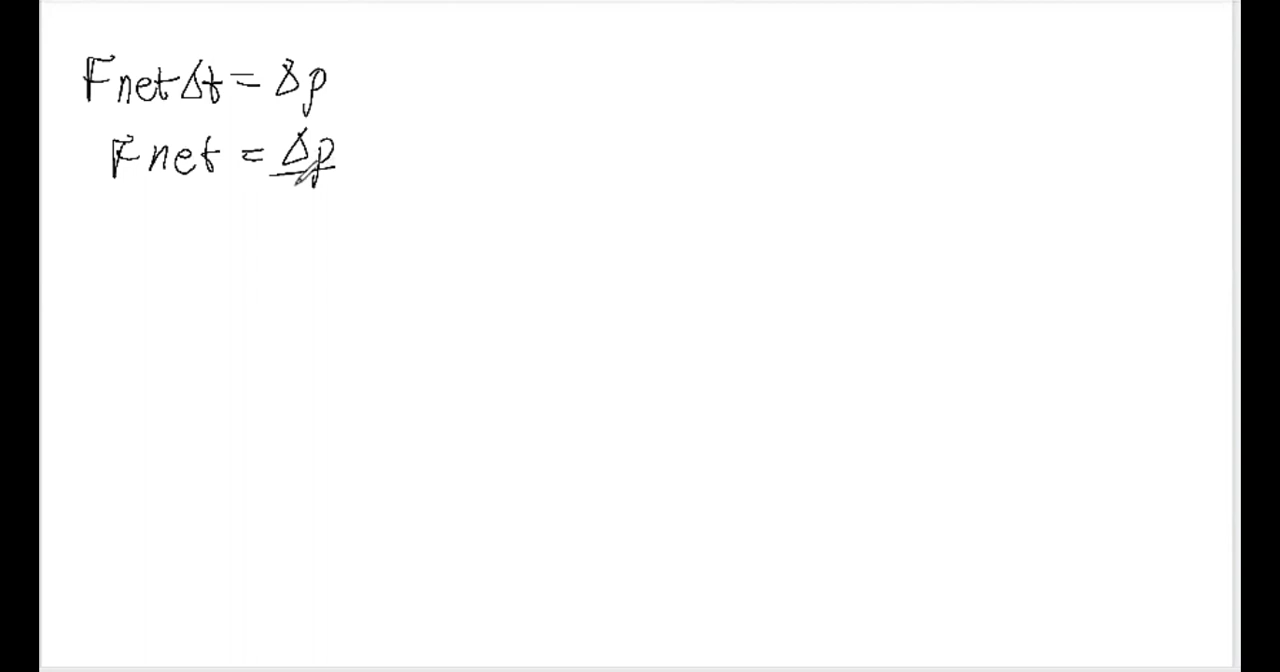 Fnet Δt = Δp
Fnet = Δp